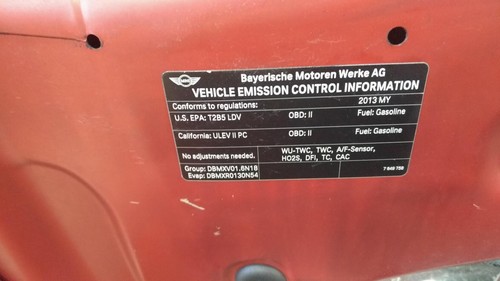 Bayerische Motoren Werke AG
VEHICLE EMISSION CONTROL INFORMATION
Conforms to regulations: 2013 MY
U.S. EPA: T2B5 LDV OBD: II Fuel: Gasoline
California: ULEV II PC OBD: II Fuel: Gasoline
No adjustments needed. WU-TWC, TWC, A/F-Sensor,
HO2S, DFI, TC, CAC
Group: DBMXV01.6N18
Evap: DBMXR0130N54
7 645 758